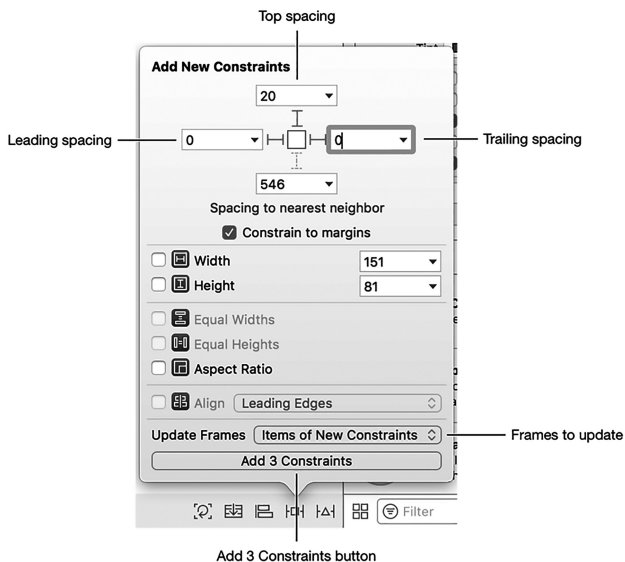 Top spacing
Add New Constraints
20
Leading spacing
0
0
Trailing spacing
546
Spacing to nearest neighbor
Constrain to margins
Width
151
Height
81
Equal Widths
Equal Heights
Aspect Ratio
Align
Leading Edges
Update Frames
Items of New Constraints
Frames to update
Add 3 Constraints
Filter
Add 3 Constraints button